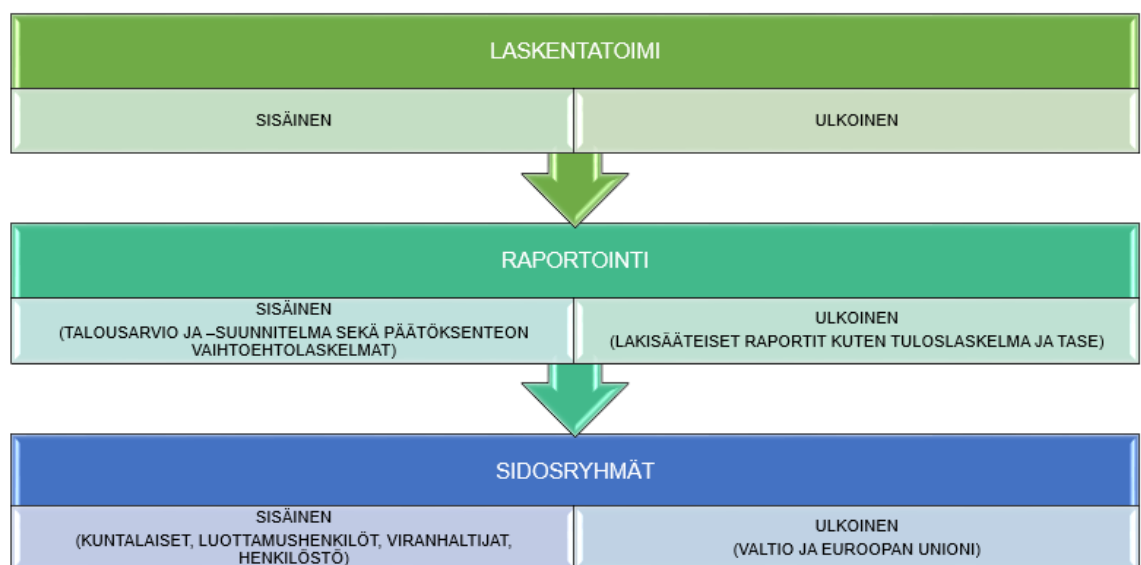 LASKENTATOIMI
SISÄINEN
ULKOINEN
RAPORTOINTI
SISÄINEN
(TALOUSARVIO JA –SUUNNITELMA SEKÄ PÄÄTÖKSENTEON
VAIHTOEHTOLASKELMAT)
ULKOINEN
(LAKISÄÄTEISET RAPORTIT KUTEN TULOSLASKELMA JA TASE)
SIDOSRYHMÄT
SISÄINEN
(KUNTALAISET, LUOTTAMUSHENKILÖT, VIRANHALTIJAT,
HENKILÖSTÖ)
ULKOINEN
(VALTIO JA EUROOPAN UNIONI)